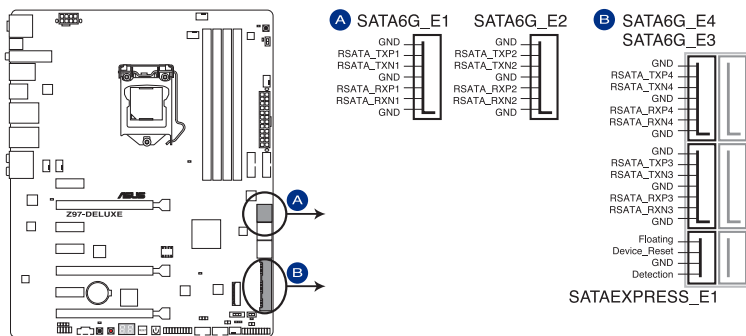 A SATA6G_E1
GND
RSATA_TXP1
RSATA_TXN1
GND
RSATA_RXP1
RSATA_RXN1
GND
SATA6G_E2
GND
RSATA_TXP2
RSATA_TXN2
GND
RSATA_RXP2
RSATA_RXN2
GND
B SATA6G_E4
SATA6G_E3
GND
RSATA_TXP4
RSATA_TXN4
GND
RSATA_RXP4
RSATA_RXN4
GND
GND
RSATA_TXP3
RSATA_TXN3
GND
RSATA_RXP3
RSATA_RXN3
GND
Floating
Device_Reset
GND
Detection
SATAEXPRESS_E1
ASUS
Z97-DELUXE
A
B